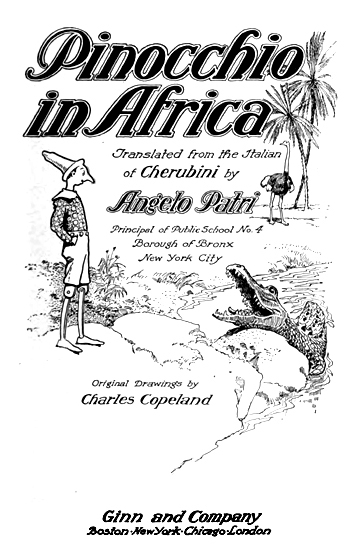 Pinocchio
in Africa
Translated from the Italian
of Cherubini by
Angelo Patri
Principal of Public School No. 4
Borough of Bronx
New York City
Original Drawings by
Charles Copeland
Ginn and Company
Boston·New York·Chicago·London